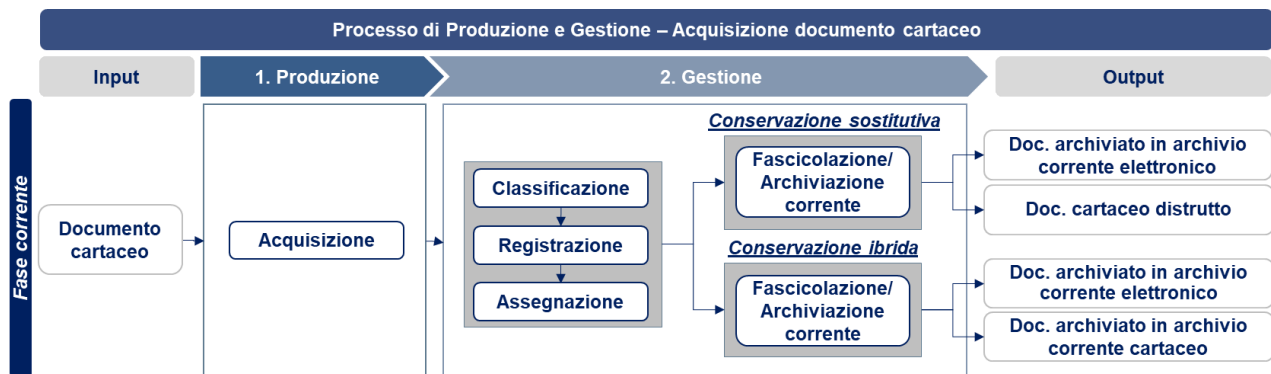 Processo di Produzione e Gestione – Acquisizione documento cartaceo
Input
1. Produzione
2. Gestione
Output
Fase corrente
Documento
cartaceo
Acquisizione
Classificazione
Registrazione
Assegnazione
Conservazione sostitutiva
Fascicolazione/
Archiviazione
corrente
Conservazione ibrida
Fascicolazione/
Archiviazione
corrente
Doc. archiviato in archivio
corrente elettronico
Doc. cartaceo distrutto
Doc. archiviato in archivio
corrente elettronico
Doc. archiviato in archivio
corrente cartaceo